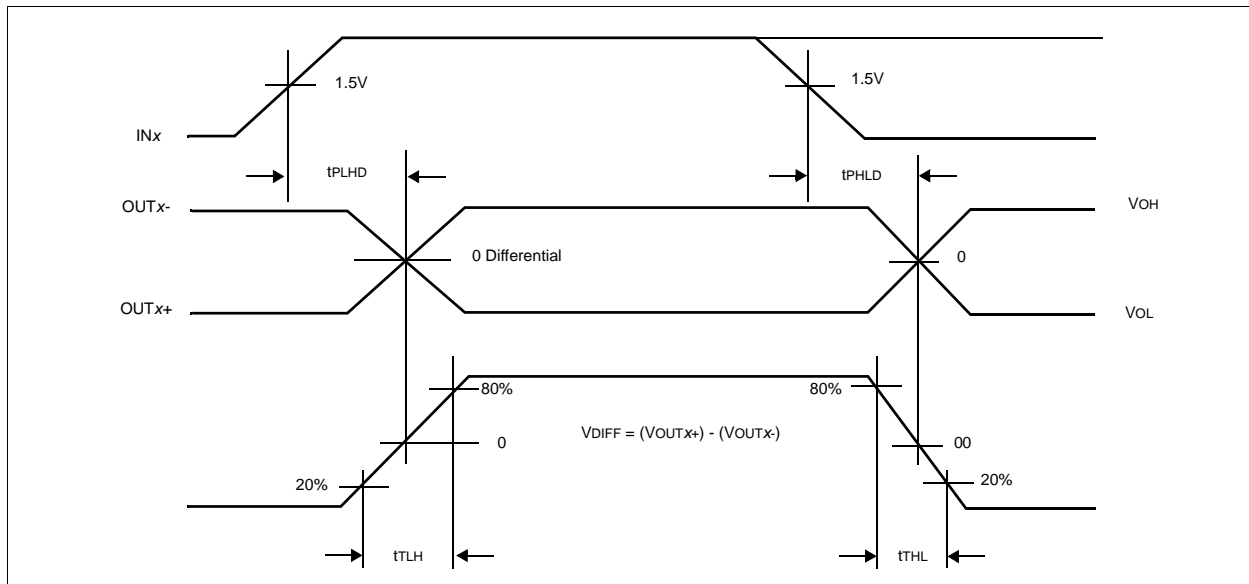 1.5V
1.5V
INx
tPLHD
tPHLD
OUTx-
VOH
0 Differential
0
OUTx+
VOL
80%
80%
VDIFF = (VOUTx+) - (VOUTx-)
0
00
20%
20%
tTLH
tTHL